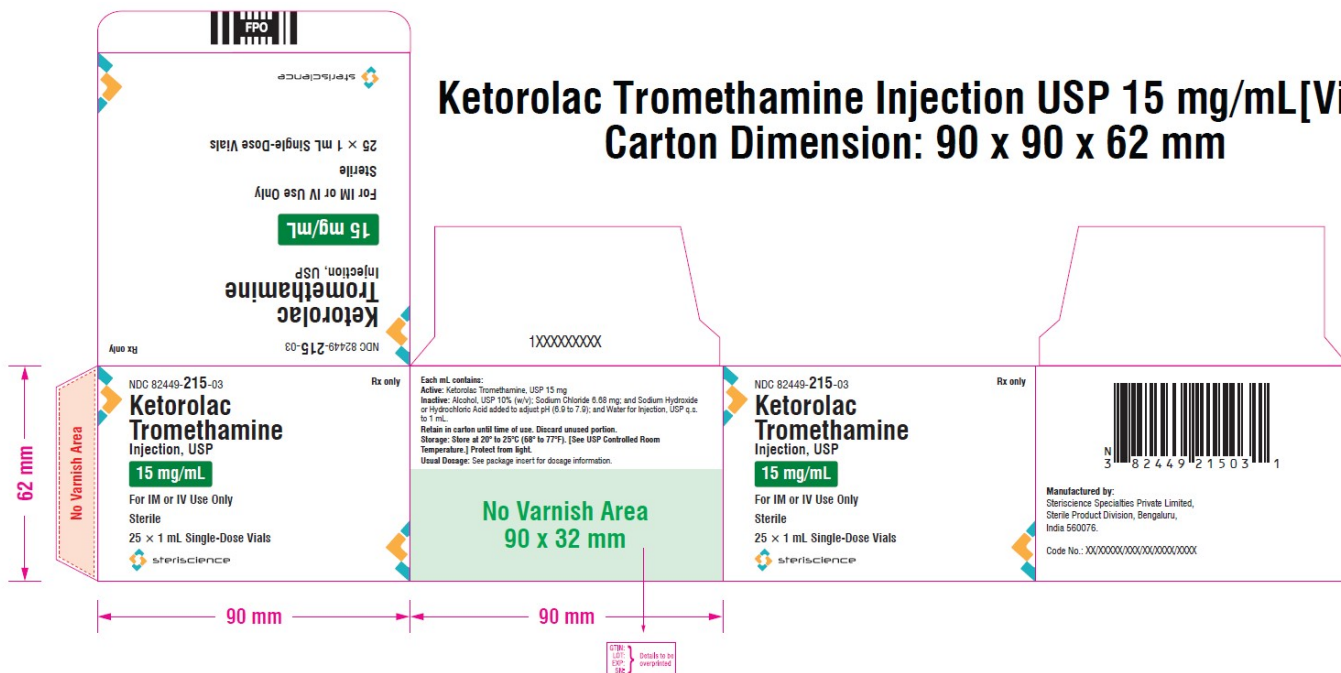 FPO
Ketorolac Tromethamine Injection USP 15 mg/mL[Vi
Carton Dimension: 90 x 90 x 62 mm
NDC 82449-215-03
Rx only
Ketorolac
Tromethamine
Injection, USP
15 mg/mL
For IM or IV Use Only
Sterile
25 × 1 mL Single-Dose Vials
steriscience
1XXXXXXXXX
62 mm
No Varnish Area
NDC 82449-215-03
Rx only
Ketorolac
Tromethamine
Injection, USP
15 mg/mL
For IM or IV Use Only
Sterile
25 × 1 mL Single-Dose Vials
steriscience
Each mL contains:
Active: Ketorolac Tromethamine, USP 15 mg
Inactive: Alcohol, USP 10% (w/v); Sodium Chloride 6.68 mg; and Sodium Hydroxide
or Hydrochloric Acid added to adjust pH (6.9 to 7.9); and Water for Injection, USP q.s.
to 1 mL.
Retain in carton until time of use. Discard unused portion.
Storage: Store at 20° to 25°C (68° to 77°F). [See USP Controlled Room
Temperature.] Protect from light.
Usual Dosage: See package insert for dosage information.
No Varnish Area
90 x 32 mm
NDC 82449-215-03
Rx only
Ketorolac
Tromethamine
Injection, USP
15 mg/mL
For IM or IV Use Only
Sterile
25 × 1 mL Single-Dose Vials
steriscience
N
3 82449 21503 1
Manufactured by:
Steriscience Specialties Private Limited,
Sterile Product Division, Bengaluru,
India 560076.
Code No.: XX/XXXXX/XXX/XX/XXXX/XXXX
90 mm
90 mm
GTIN:
LOT:
EXP:
SN#
Details to be
overprinted